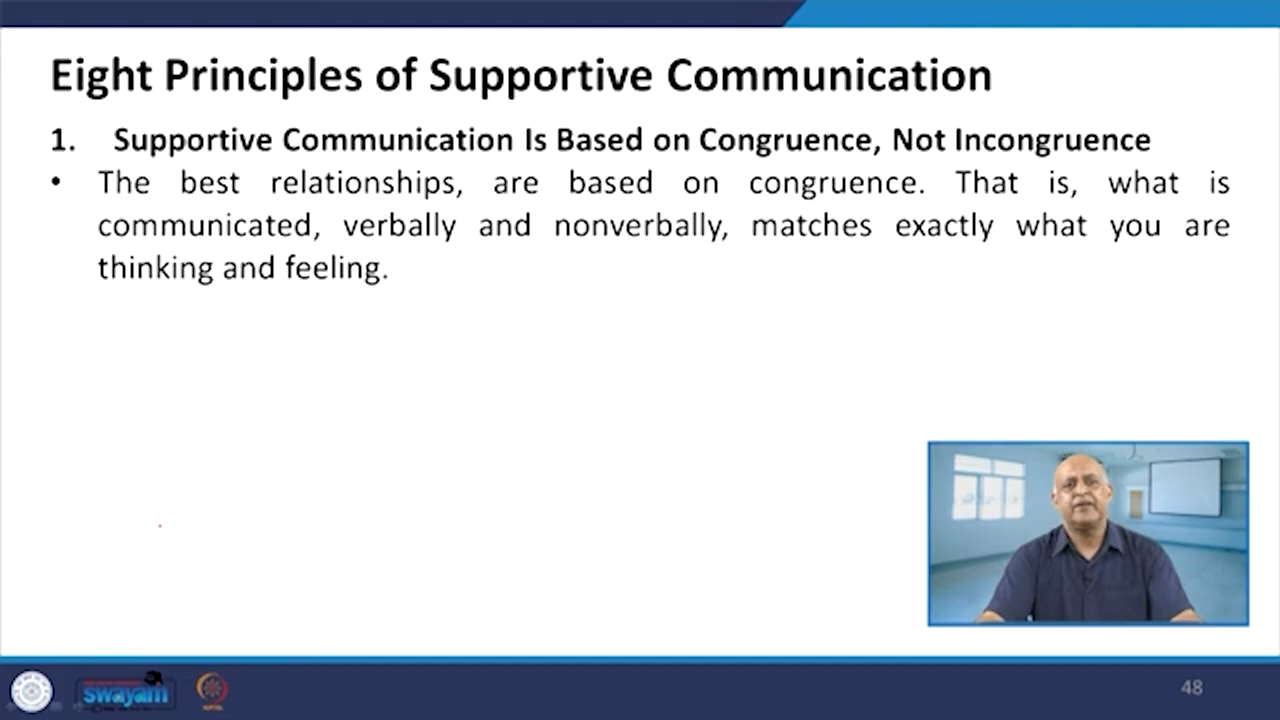 Eight Principles of Supportive Communication
1. Supportive Communication Is Based on Congruence, Not Incongruence
• The best relationships, are based on congruence. That is, what is
communicated, verbally and nonverbally, matches exactly what you are
thinking and feeling.
swayam
48